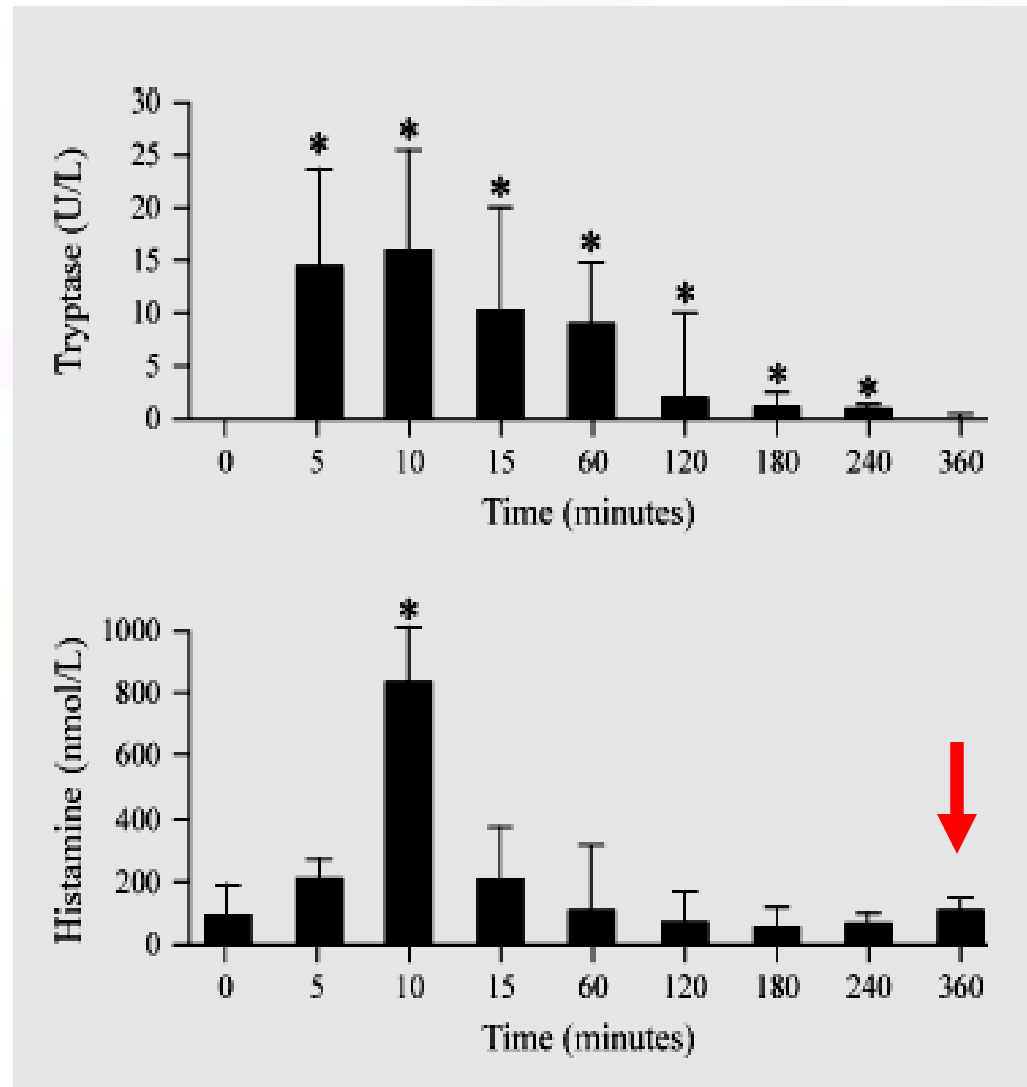 Tryptase (U/L)
30
25
20
15
10
5
0
* * * * * * *
0 5 10 15 60 120 180 240 360
Time (minutes)
Histamine (nmol/L)
1000
800
600
400
200
0
*
0 5 10 15 60 120 180 240 360
Time (minutes)